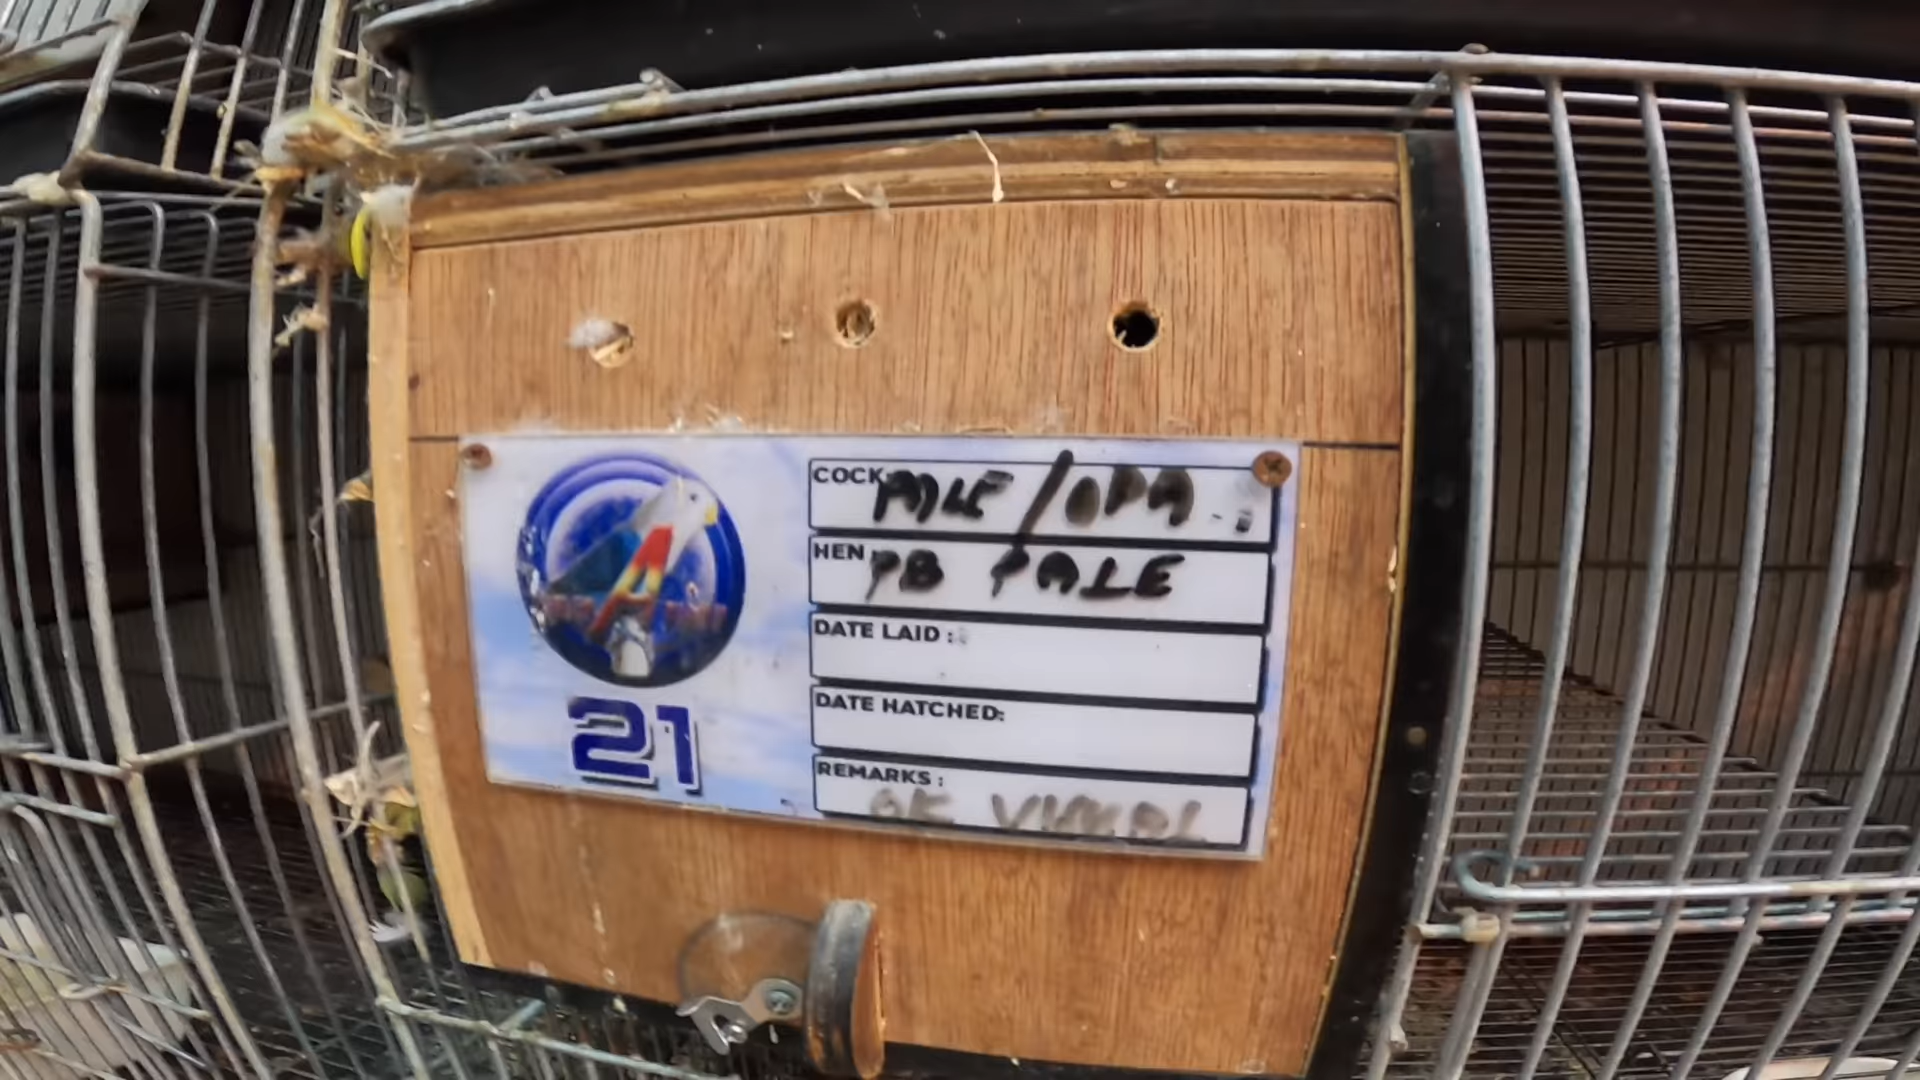 COCK: PALE / OPA
HEN PB PALE
DATE LAID :
DATE HATCHED:
REMARKS :
21